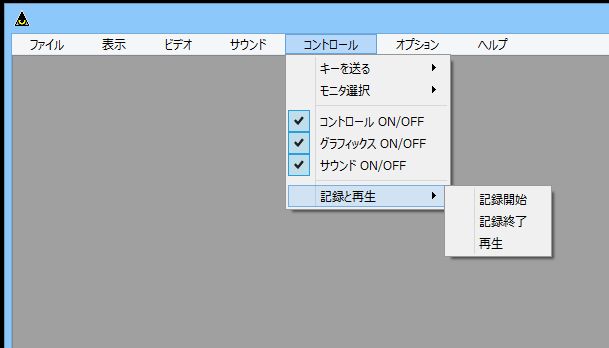 ファイル 表示 ビデオ サウンド コントロール オプション ヘルプ
キーを送る
モニタ選択
コントロール ON/OFF
グラフィックス ON/OFF
サウンド ON/OFF
記録と再生
記録開始
記録終了
再生